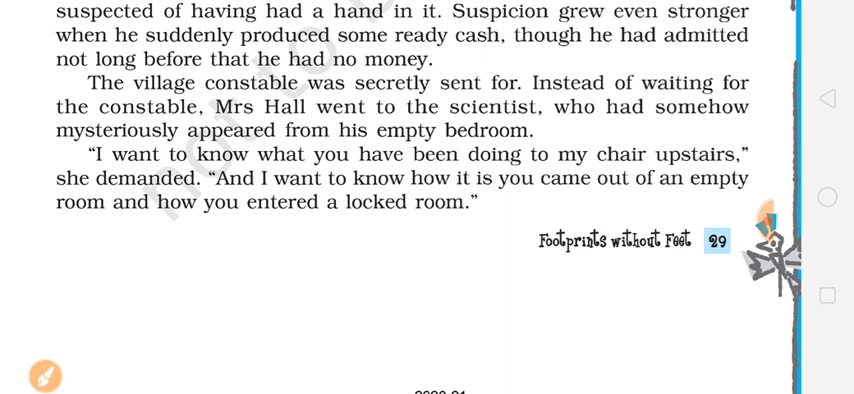 suspected of having had a hand in it. Suspicion grew even stronger
when he suddenly produced some ready cash, though he had admitted
not long before that he had no money.
The village constable was secretly sent for. Instead of waiting for
the constable, Mrs Hall went to the scientist, who had somehow
mysteriously appeared from his empty bedroom.
“I want to know what you have been doing to my chair upstairs,”
she demanded. “And I want to know how it is you came out of an empty
room and how you entered a locked room.”
Footprints without Feet 29